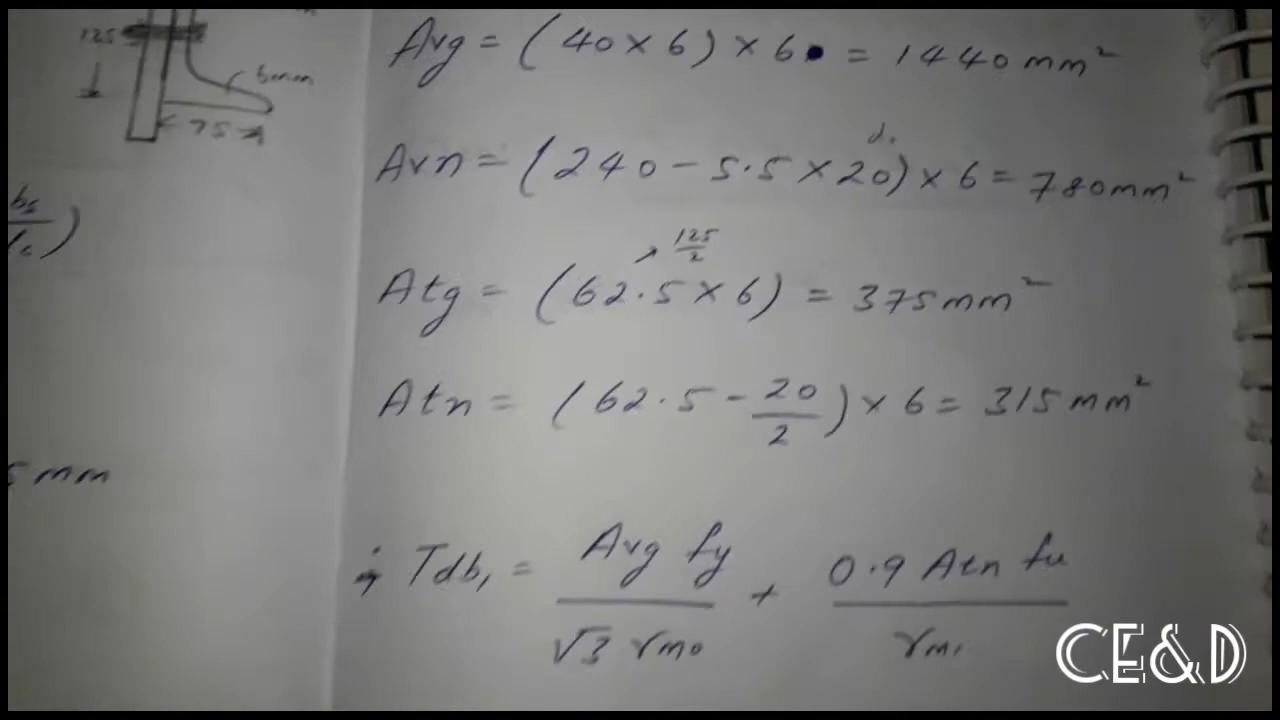 125
6mm
75
Avg = (40 × 6) × 6 = 1440 mm²
d.
Avn = (240 - 5.5 × 20) × 6 = 780 mm²
125/2
Atg = (62.5 × 6) = 375 mm²
Atn = (62.5 - 20/2) × 6 = 315 mm²
mm
Tdb₁ = Avg fy / √3 γm₀ + 0.9 Atn fu / γm₁
CE&D